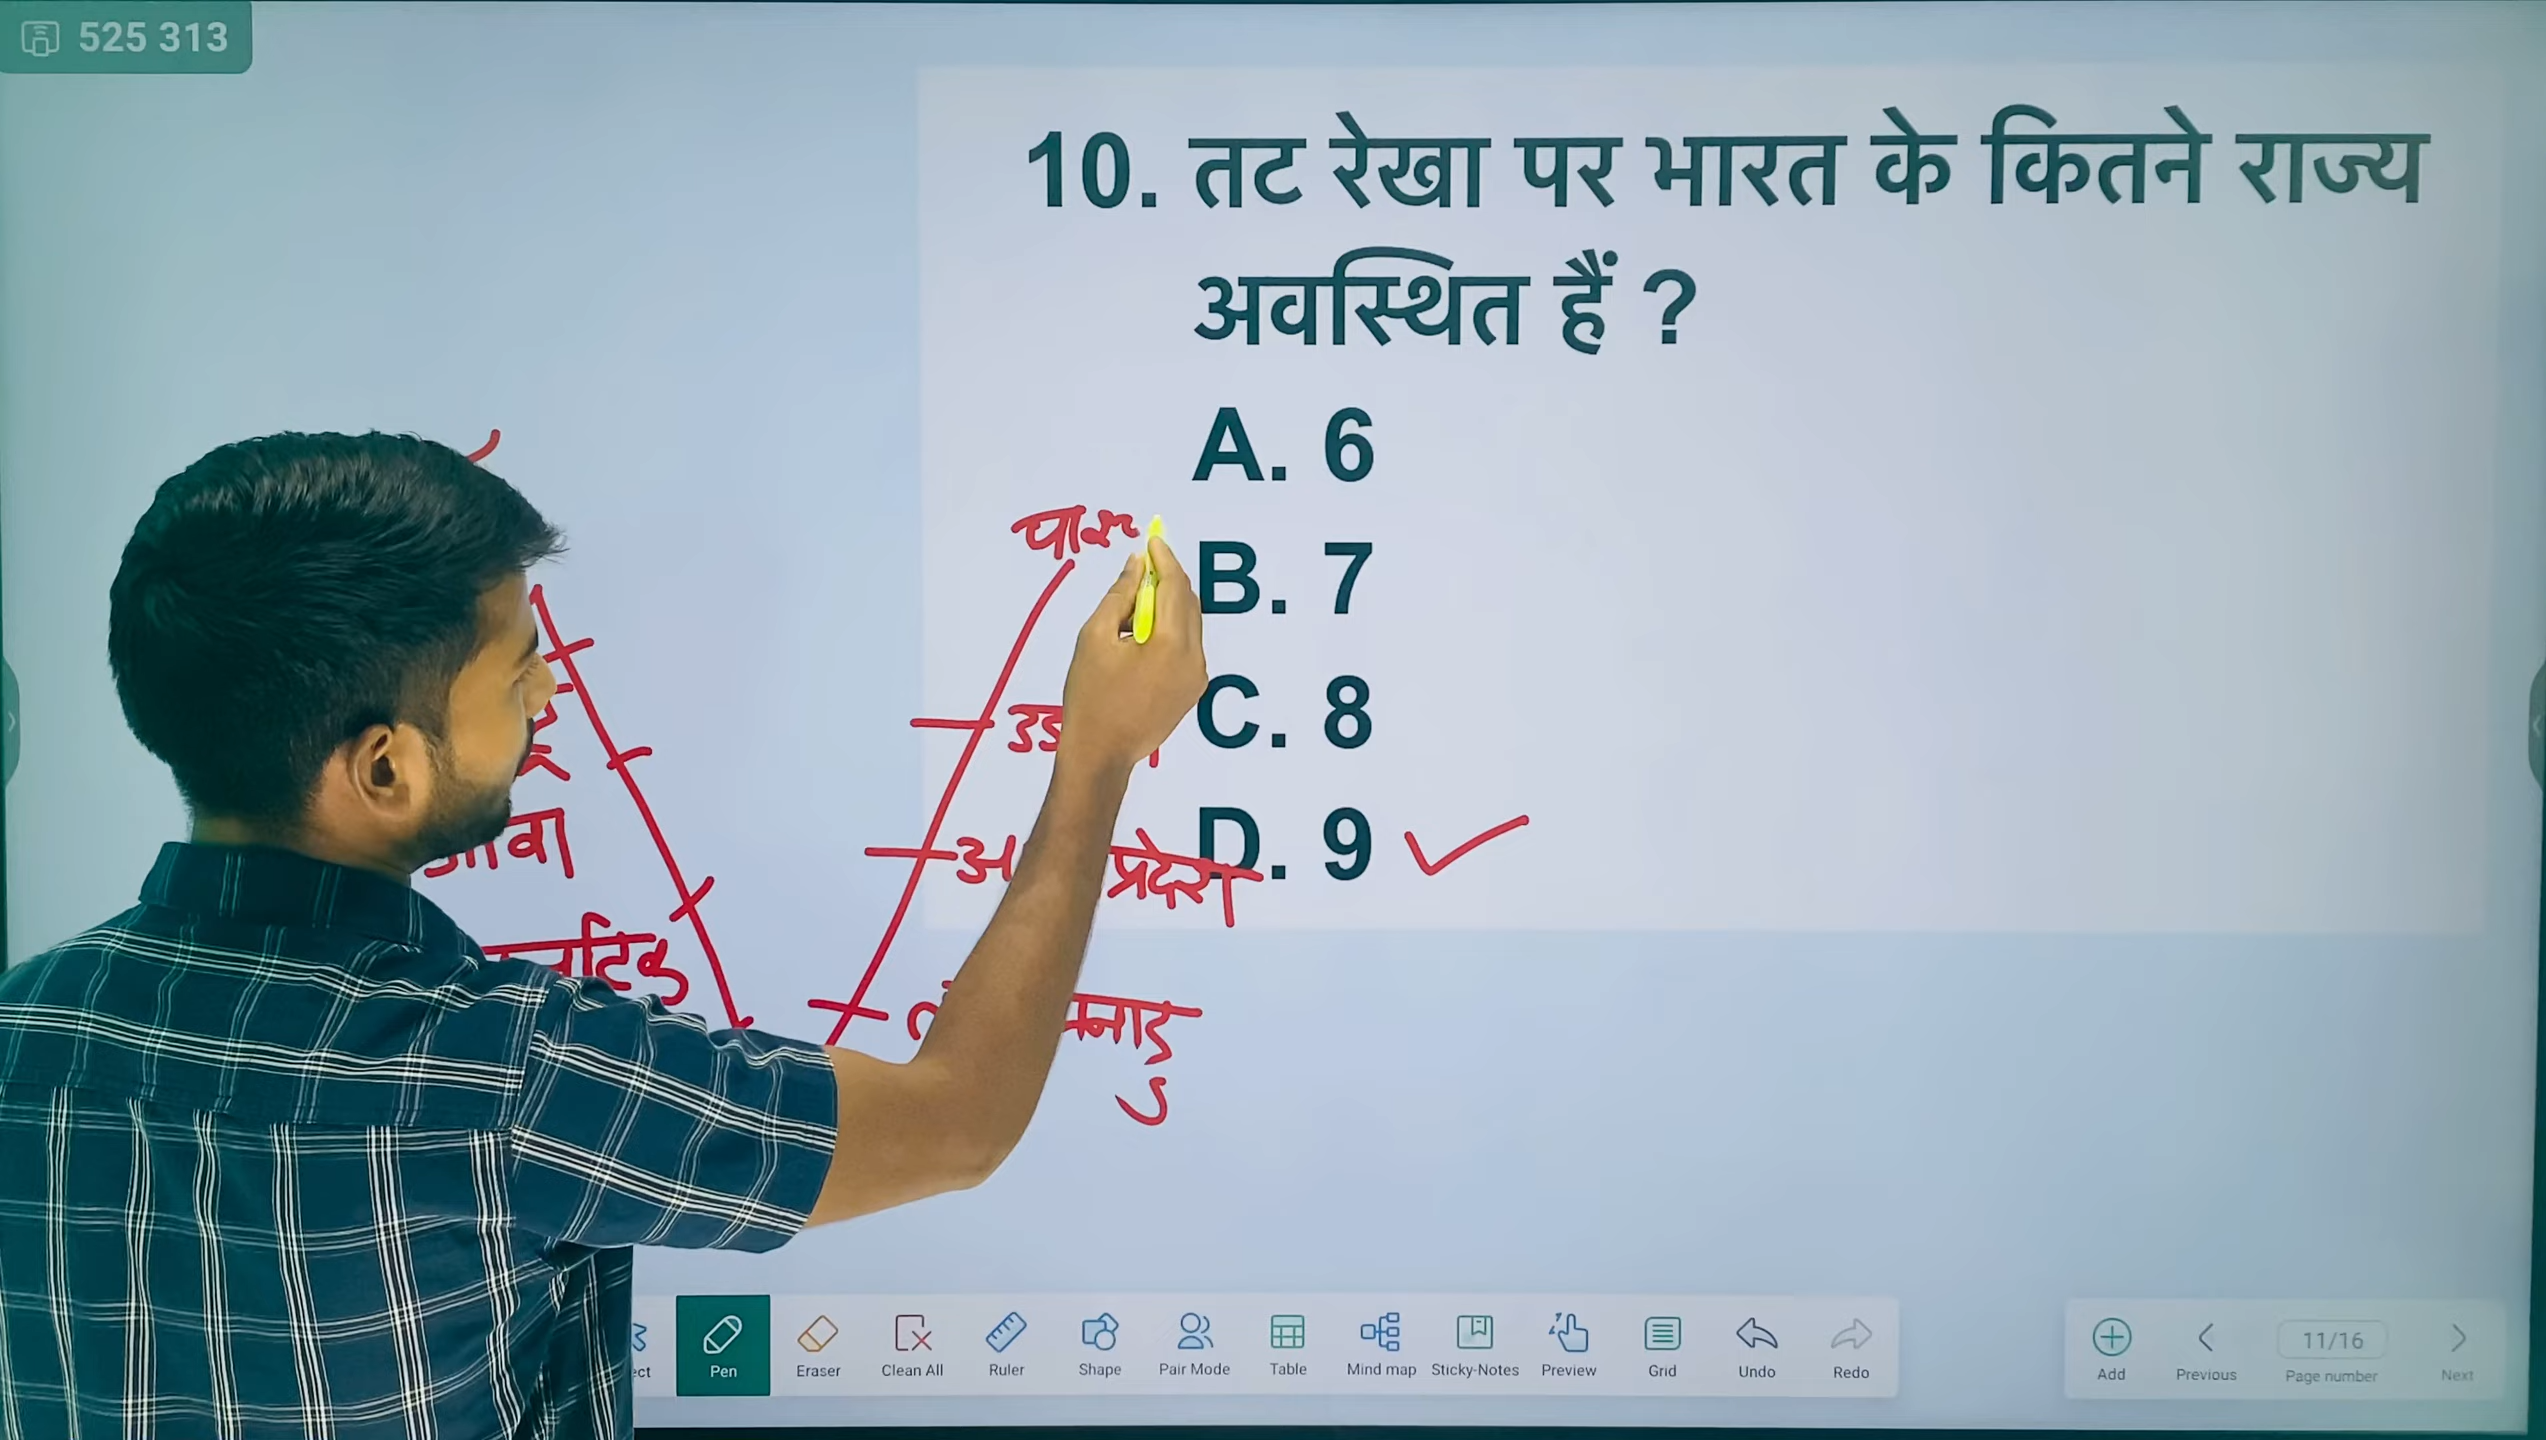 525 313
10. तट रेखा पर भारत के कितने राज्य
अवस्थित हैं ?
A. 6
B. 7
C. 8
D. 9
प्रदेश
Pen
Eraser
Clean All
Ruler
Shape
Pair Mode
Table
Mind map
Sticky-Notes
Preview
Grid
Undo
Redo
Add
Previous
11/16
Page number
Next